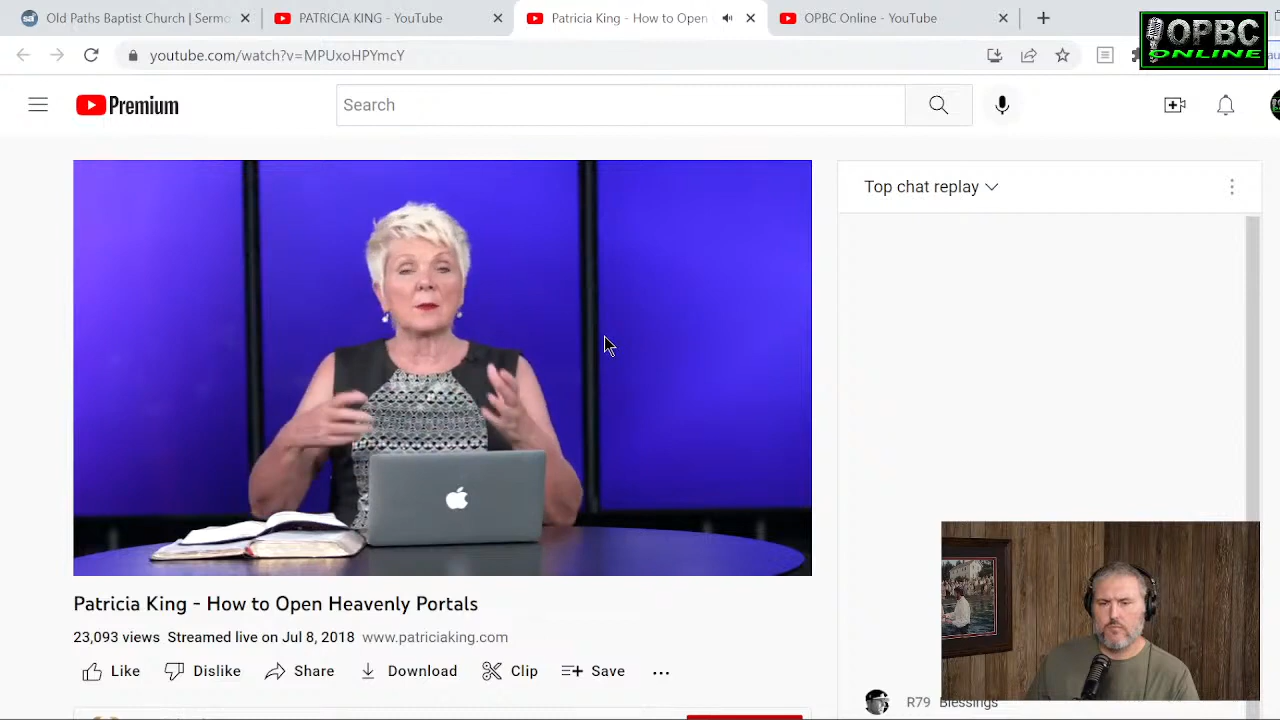 Old Paths Baptist Church | Sermo
PATRICIA KING - YouTube
Patricia King - How to Open
OPBC Online - YouTube
OPBC
ONLINE
youtube.com/watch?v=MPUxoHPYmcY
Premium
Search
Top chat replay
Patricia King - How to Open Heavenly Portals
23,093 views Streamed live on Jul 8, 2018 www.patriciaking.com
Like Dislike Share Download Clip Save ...
R79 Blessings